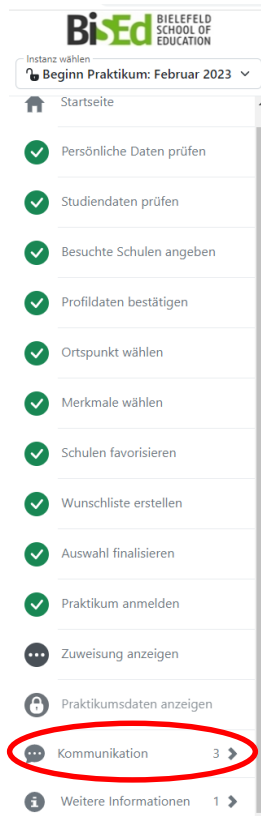 BiSEd BIELEFELD
SCHOOL OF
EDUCATION
Instanz wählen
Beginn Praktikum: Februar 2023
Startseite
Persönliche Daten prüfen
Studiendaten prüfen
Besuchte Schulen angeben
Profildaten bestätigen
Ortspunkt wählen
Merkmale wählen
Schulen favorisieren
Wunschliste erstellen
Auswahl finalisieren
Praktikum anmelden
Zuweisung anzeigen
Praktikumsdaten anzeigen
Kommunikation 3
Weitere Informationen 1